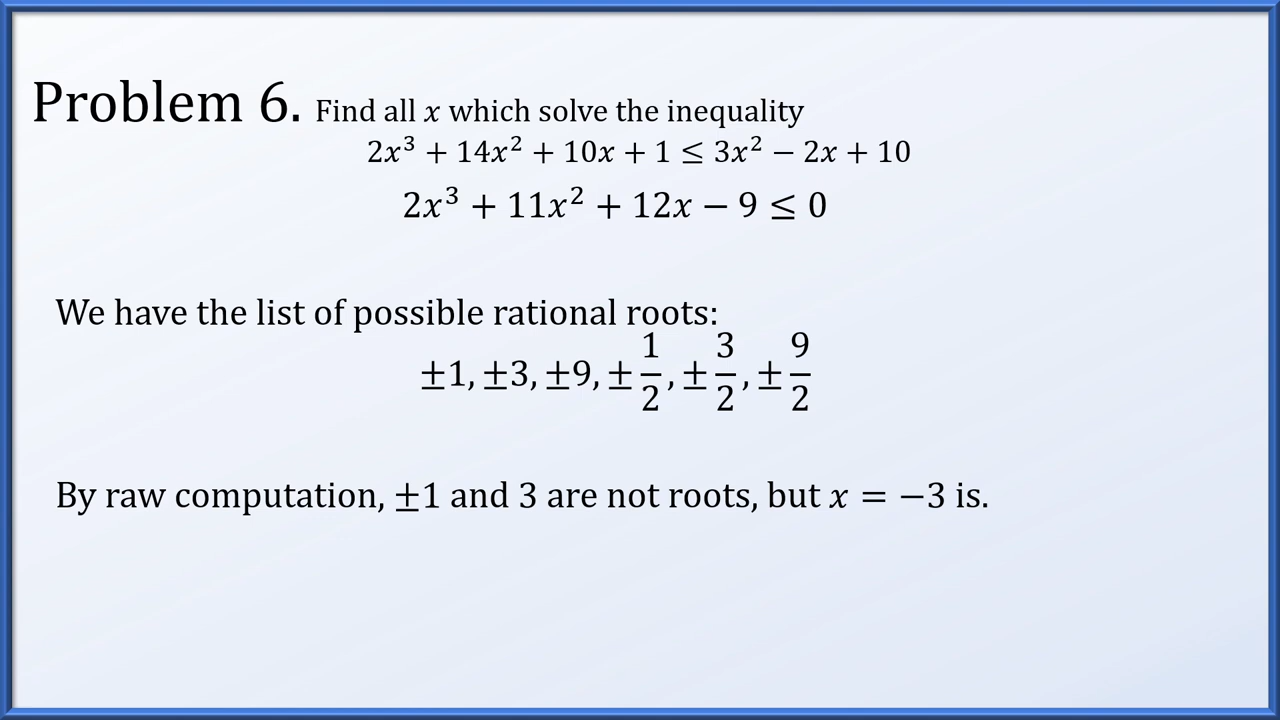 Problem 6. Find all x which solve the inequality
2x³ + 14x² + 10x + 1 ≤ 3x² − 2x + 10
2x³ + 11x² + 12x − 9 ≤ 0
We have the list of possible rational roots:
±1, ±3, ±9, ±1/2, ±3/2, ±9/2
By raw computation, ±1 and 3 are not roots, but x = −3 is.